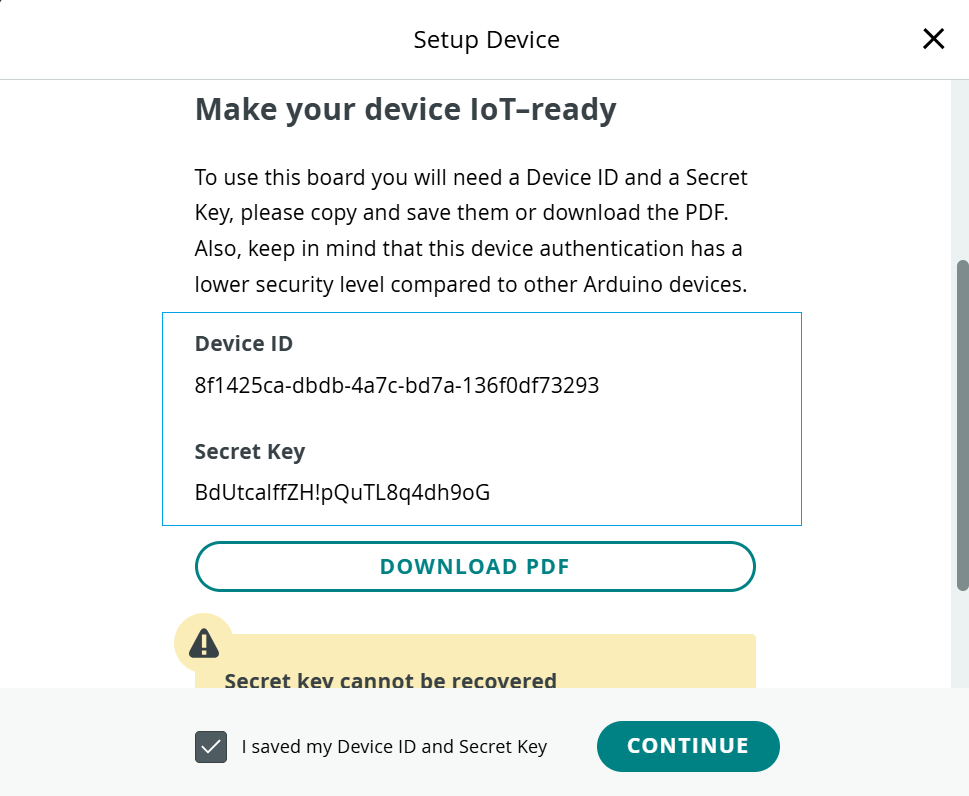 Setup Device
Make your device IoT–ready
To use this board you will need a Device ID and a Secret
Key, please copy and save them or download the PDF.
Also, keep in mind that this device authentication has a
lower security level compared to other Arduino devices.
Device ID
8f1425ca-dbdb-4a7c-bd7a-136f0df73293
Secret Key
BdUtcalffZH!pQuTL8q4dh9oG
DOWNLOAD PDF
Secret key cannot be recovered
I saved my Device ID and Secret Key
CONTINUE